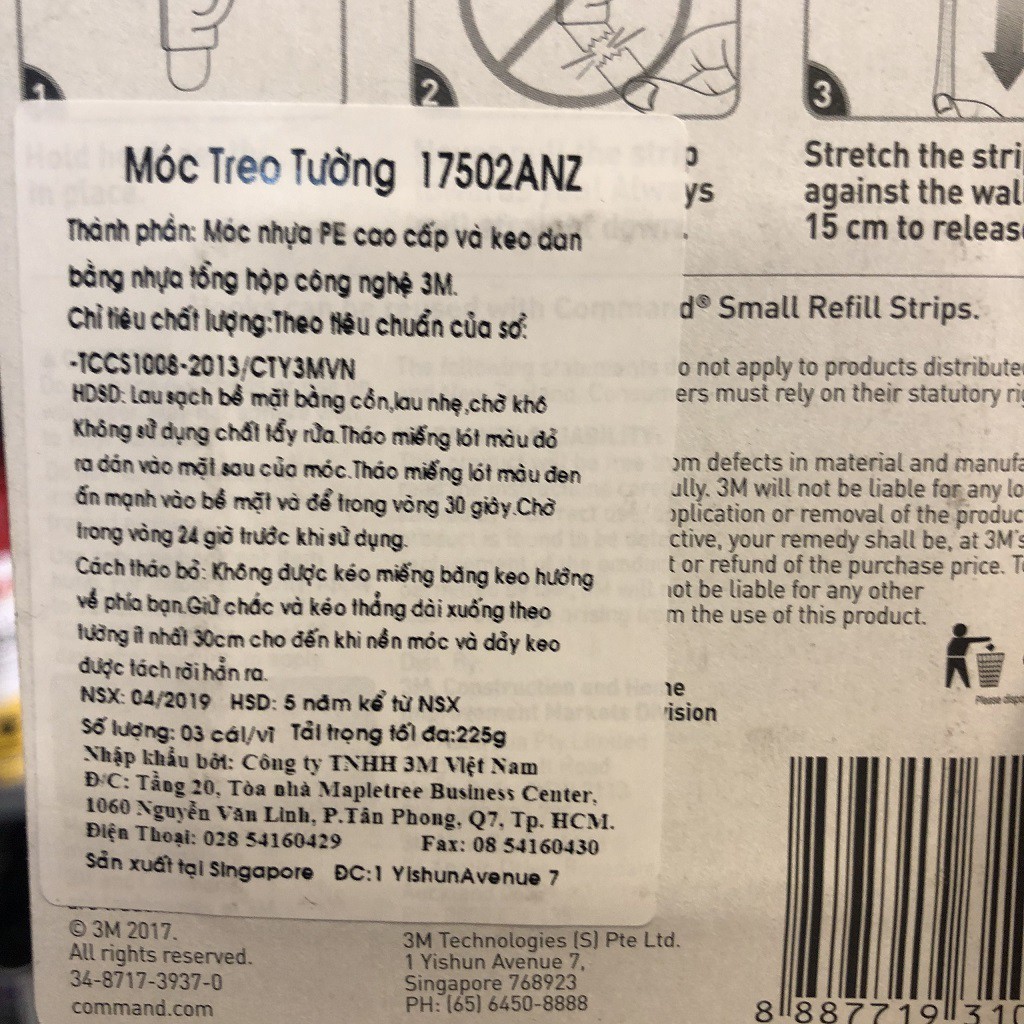 1
2
3
Móc Treo Tường 17502ANZ
Thành phần: Móc nhựa PE cao cấp và keo dán
bằng nhựa tổng hợp công nghệ 3M.
Chỉ tiêu chất lượng:Theo tiêu chuẩn của sơ:
-TCCS1008-2013/CTY3MVN
HDSD: Lau sạch bề mặt bằng cồn,lau nhẹ,chờ khô
Không sử dụng chất tẩy rửa.Tháo miếng lót màu đỏ
ra dán vào mặt sau của móc.Tháo miếng lót màu đen
ấn mạnh vào bề mặt và để trong vòng 30 giây.Chờ
trong vòng 24 giờ trước khi sử dụng.
Cách tháo bỏ: Không được kéo miếng băng keo hướng
về phía bạn.Giữ chắc và kéo thẳng dài xuống theo
tường ít nhất 30cm cho đến khi nền móc và dảy keo
được tách rời hẳn ra.
NSX: 04/2019 HSD: 5 năm kể từ NSX
Số lượng: 03 cái/vĩ Tải trọng tối đa:225g
Nhập khẩu bởi: Công ty TNHH 3M Việt Nam
Đ/C: Tầng 20, Tòa nhà Mapletree Business Center,
1060 Nguyễn Văn Linh, P.Tân Phong, Q7, Tp. HCM.
Điện Thoại: 028 54160429 Fax: 08 54160430
Sản xuất tại Singapore ĐC:1 YishunAvenue 7
Stretch the stri
against the wal
15 cm to releas
d® Small Refill Strips.
o not apply to products distribute
ers must rely on their statutory ri
om defects in material and manufa
ully. 3M will not be liable for any lo
plication or removal of the produc
ctive, your remedy shall be, at 3M's
t or refund of the purchase price. T
not be liable for any other
m the use of this product.
ision
© 3M 2017.
All rights reserved.
34-8717-3937-0
command.com
3M Technologies (S) Pte Ltd.
1 Yishun Avenue 7,
Singapore 768923
PH: (65) 6450-8888
8 887719 310